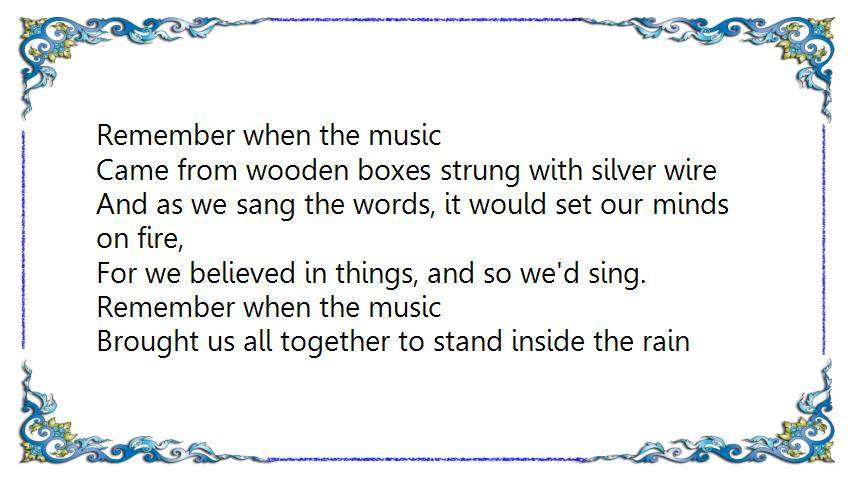 Remember when the music
Came from wooden boxes strung with silver wire
And as we sang the words, it would set our minds
on fire,
For we believed in things, and so we'd sing.
Remember when the music
Brought us all together to stand inside the rain